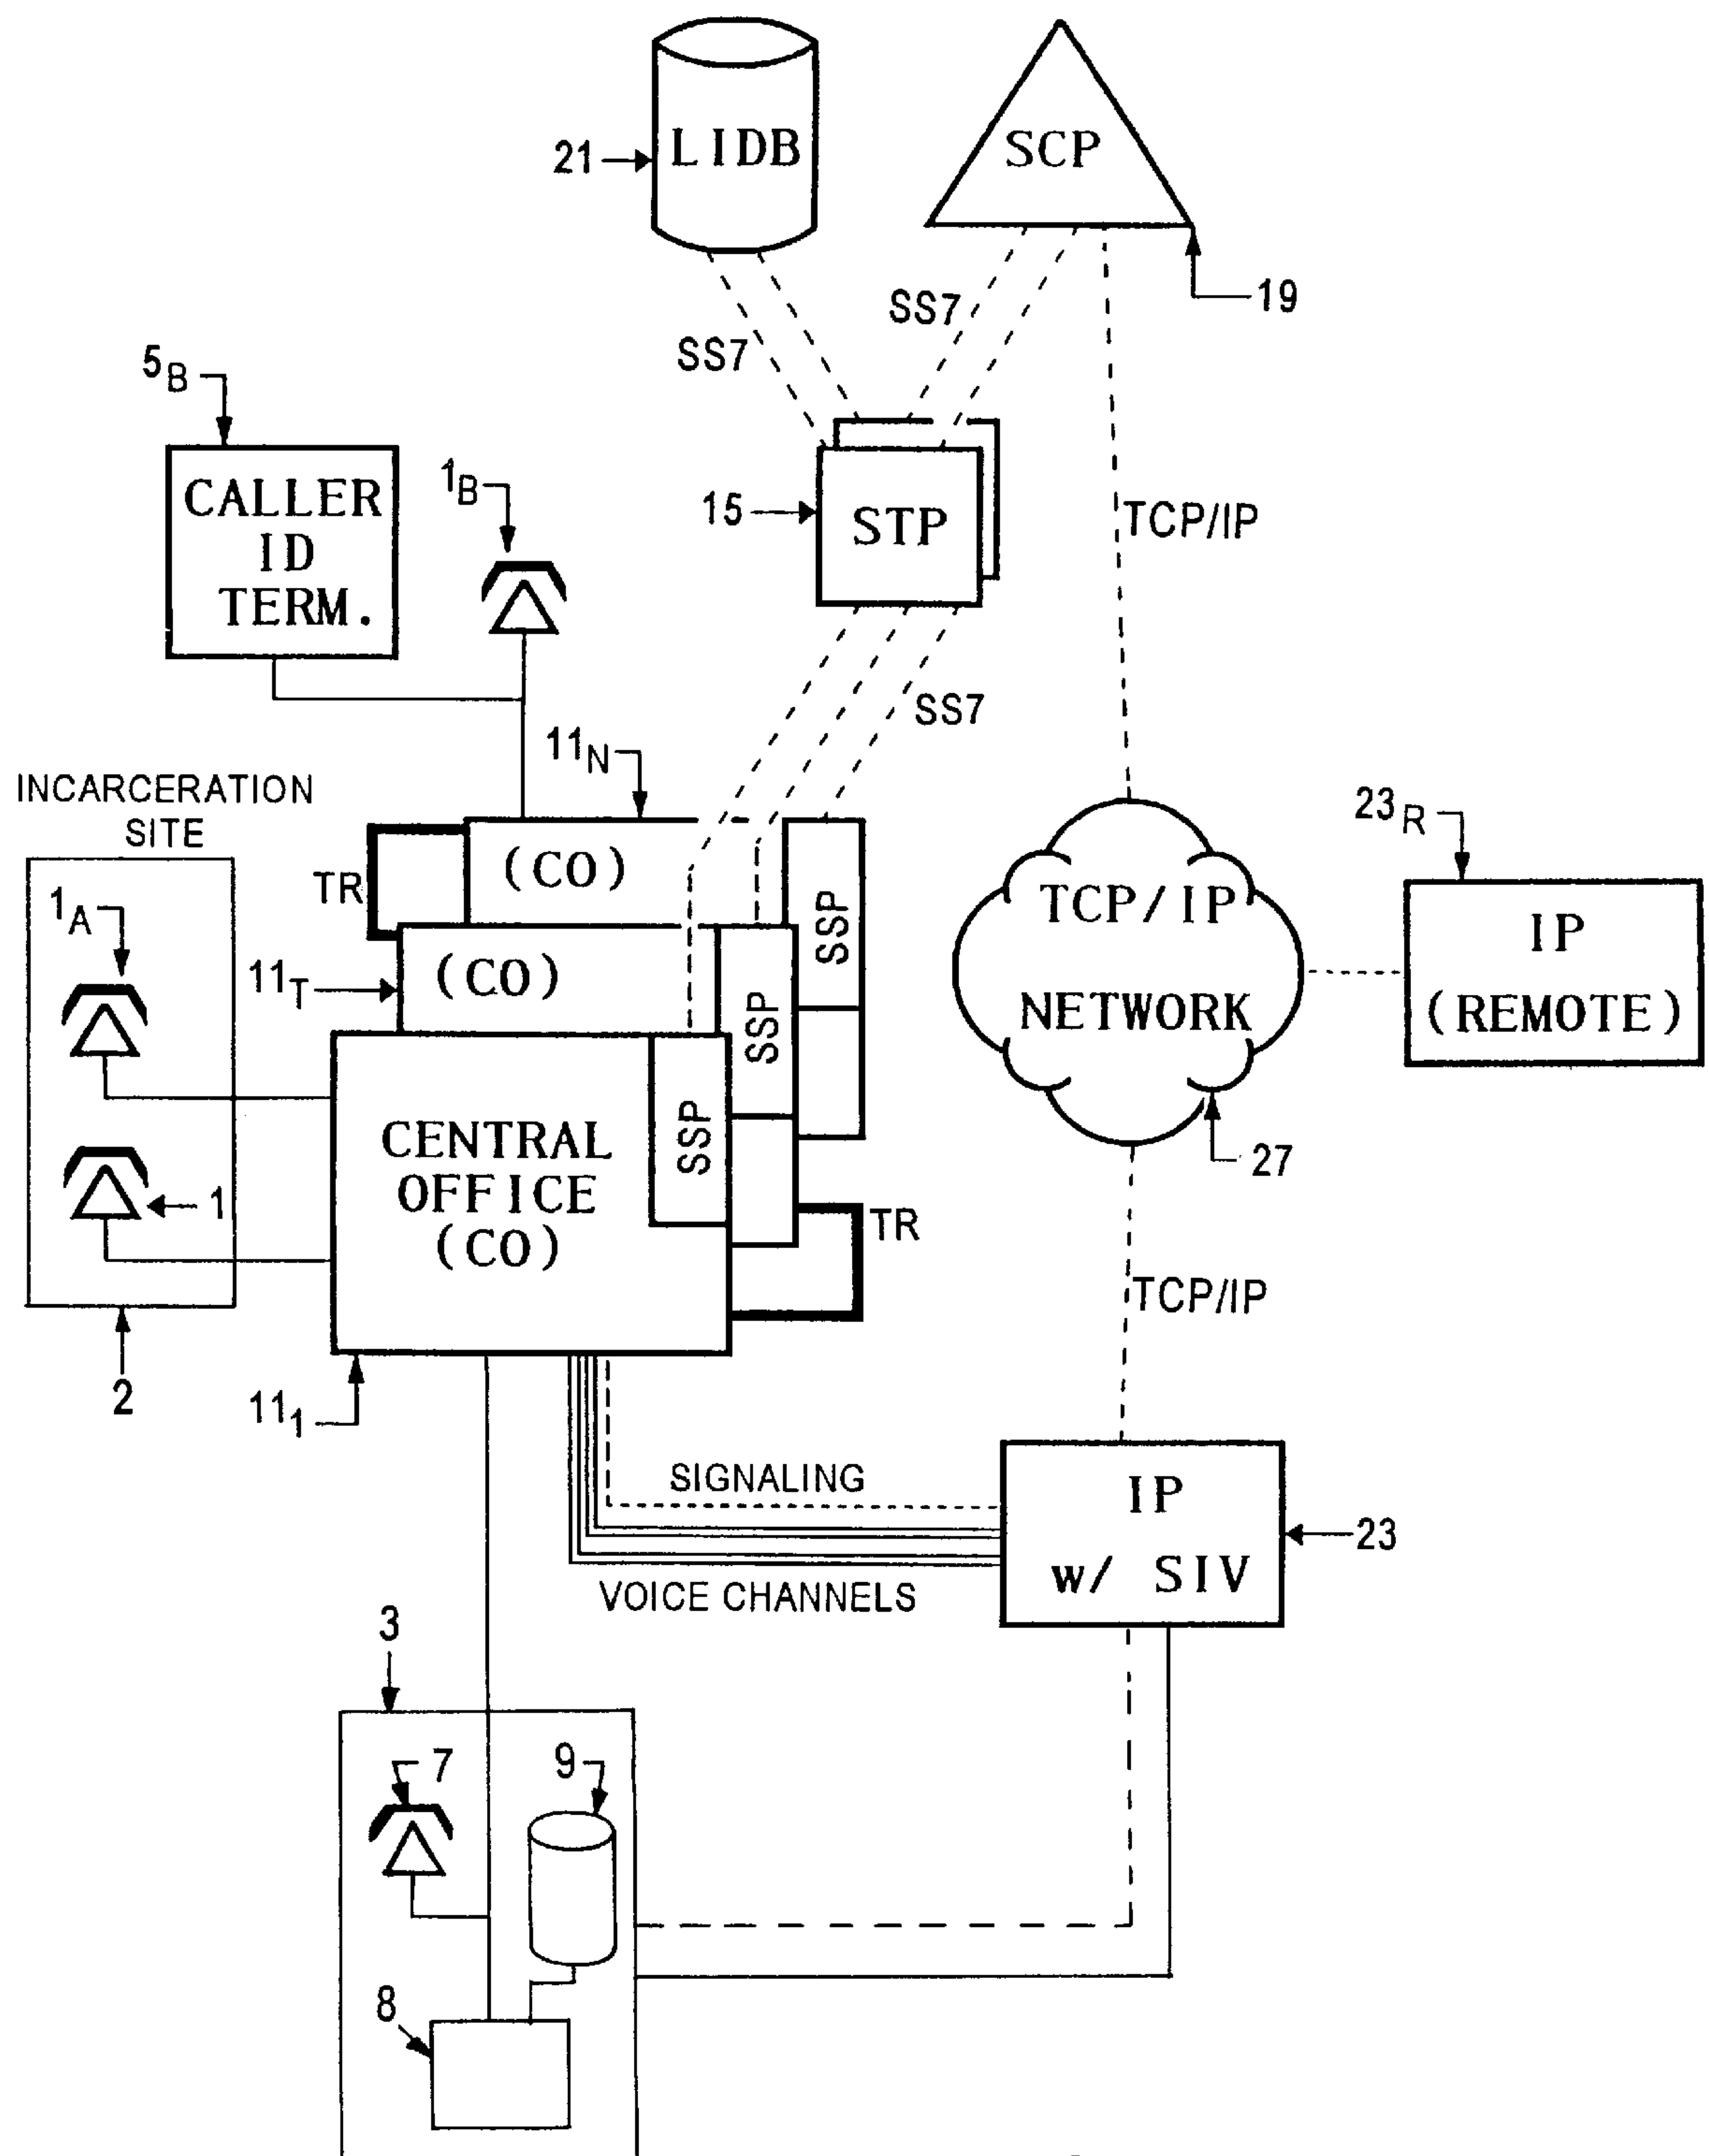 LIDB
21
SCP
19
SS7
SS7
5B
CALLER
ID
TERM.
1B
15
STP
TCP/IP
SS7
11N
INCARCERATION
SITE
TR
(CO)
SSP
23R
1A
TCP/IP
NETWORK
IP
(REMOTE)
11T
(CO)
SSP
CENTRAL
OFFICE
(CO)
SSP
27
1
TR
TCP/IP
2
111
SIGNALING
IP
w/ SIV
23
VOICE CHANNELS
3
7
9
8